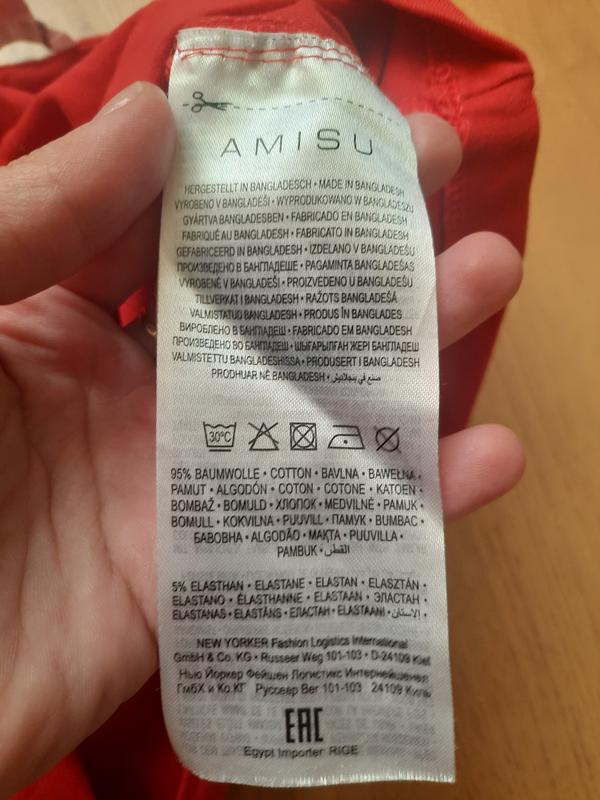 AMISU
HERGESTELLT IN BANGLADESCH • MADE IN BANGLADESH
VYROBENO V BANGLADÉŠI • WYPRODUKOWANO W BANGLADESZU
GYÁRTVA BANGLADESBEN • FABRICADO EN BANGLADESH
FABRIQUÉ AU BANGLADESH • FABRICATO IN BANGLADESH
GEFABRICEERD IN BANGLADESH • IZDELANO V BANGLADEŠU
ПРОИЗВЕДЕНО В БАНГЛАДЕШЕ • PAGAMINTA BANGLADEŠAS
VYROBENÉ V BANGLADÉŠI • PROIZVEDENO U BANGLADEŠU
TILLVERKAT I BANGLADESH • RAŽOTS BANGLADEŠĀ
VALMISTATUD BANGLADESH • PRODUS ÎN BANGLADES
ВИРОБЛЕНО В БАНГЛАДЕШ • FABRICADO EM BANGLADESH
ПРОИЗВЕДЕНО ВО БАНГЛАДЕШ • ШЫҒАРЫЛҒАН ЖЕРІ БАНГЛАДЕШ
VALMISTETTU BANGLADESHISSA • PRODUSERT I BANGLADESH
PRODHUAR NË BANGLADESH • صنع في بنجلاديش
30°C
95% BAUMWOLLE • COTTON • BAVLNA • BAWEŁNA •
PAMUT • ALGODÓN • COTON • COTONE • KATOEN •
BOMBAŽ • BOMULD • ХЛОПОК • MEDVILNĖ • PAMUK •
BOMULL • KOKVILNA • PUUVILL • ПАМУК • BUMBAC •
БАВОВНА • ALGODÃO • МАҚТА • PUUVILLA •
PAMBUK • القطن
5% ELASTHAN • ELASTANE • ELASTAN • ELASZTÁN •
ELASTANO • ÉLASTHANNE • ELASTAAN • ЭЛАСТАН •
ELASTANAS • ELASTĀNS • ЕЛАСТАН • ELASTAANI • الاستان •
NEW YORKER Fashion Logistics International
GmbH & Co. KG • Russeer Weg 101-103 • D-24109 Kiel
Нью Йоркер Фейшен Логистикс Интернейшенел
ГмбХ и Ко.КГ Руссеер Вег 101-103 24109 Киль
EAC
Egypt Importer RIGE